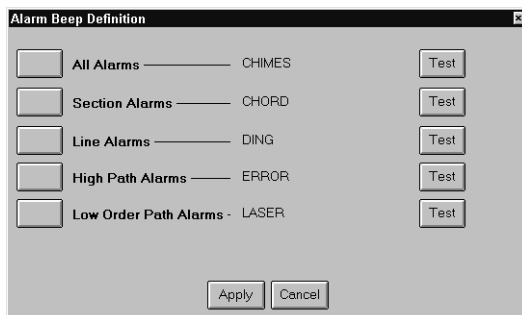 Alarm Beep Definition
All Alarms CHIMES Test
Section Alarms CHORD Test
Line Alarms DING Test
High Path Alarms ERROR Test
Low Order Path Alarms - LASER Test
Apply Cancel